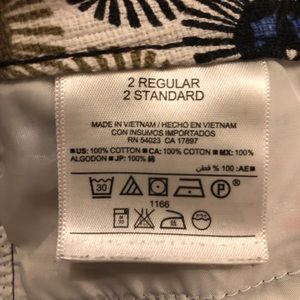 2 REGULAR
2 STANDARD
MADE IN VIETNAM / HECHO EN VIETNAM
CON INSUMOS IMPORTADOS
RN 54023 CA 17897
■US: 100% COTTON ■CA: 100% COTTON ■MX: 100%
ALGODON ■JP: 100% 綿
■AE: 100 % قطن
30
P
1166